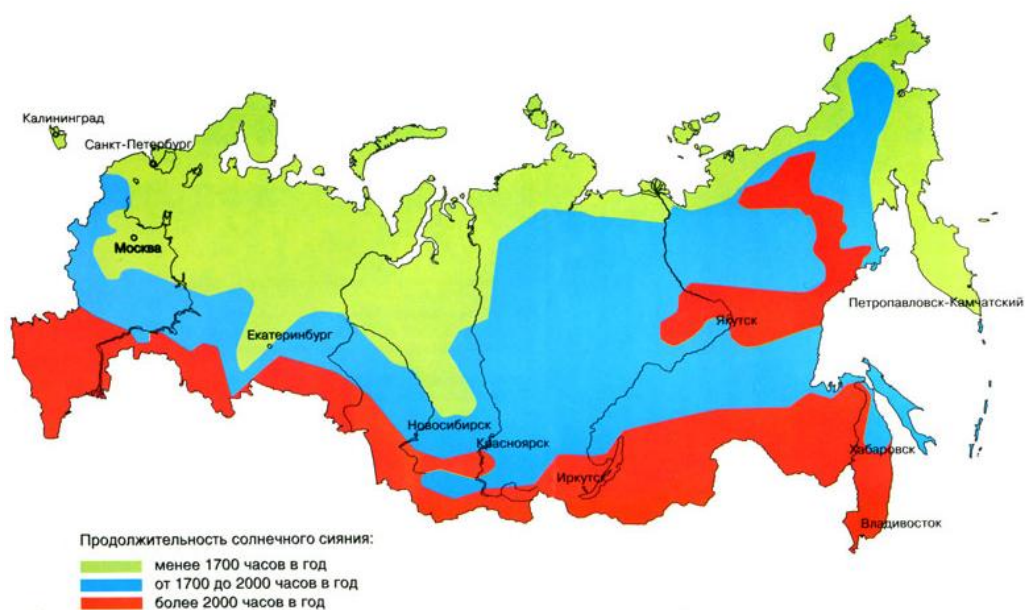 Калининград
Санкт-Петербург
Москва
Екатеринбург
Петропавловск-Камчатский
Якутск
Новосибирск
Красноярск
Иркутск
Хабаровск
Владивосток
Продолжительность солнечного сияния:
менее 1700 часов в год
от 1700 до 2000 часов в год
более 2000 часов в год